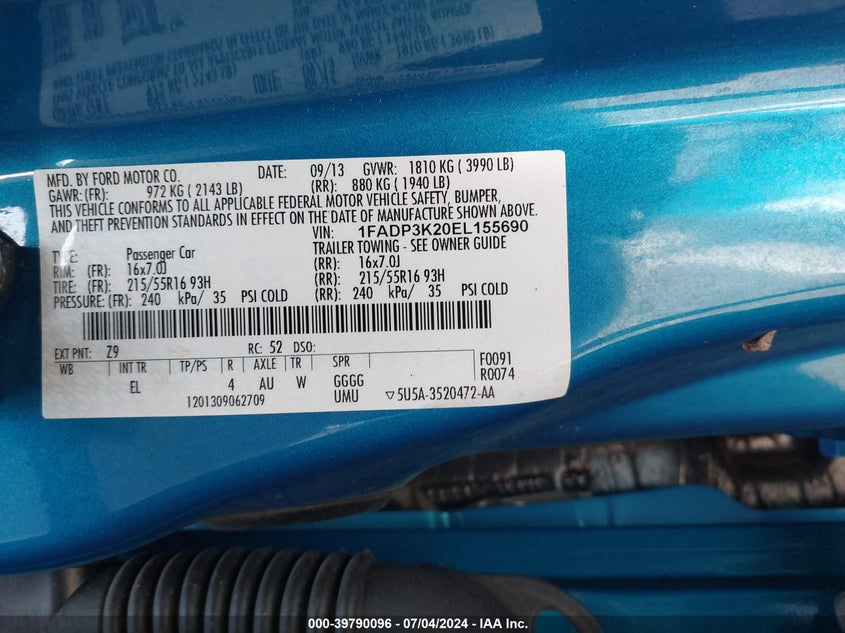 MFD. BY FORD MOTOR CO.
DATE: 09/13 GVWR: 1810 KG ( 3990 LB)
GAWR: (FR): 972 KG ( 2143 LB) (RR): 880 KG ( 1940 LB)
THIS VEHICLE CONFORMS TO ALL APPLICABLE FEDERAL MOTOR VEHICLE SAFETY, BUMPER,
AND THEFT PREVENTION STANDARDS IN EFFECT ON THE DATE OF MANUFACTURE SHOWN ABOVE.
VIN: 1FADP3K20EL155690
TYPE: Passenger Car TRAILER TOWING - SEE OWNER GUIDE
RIM: (FR): 16x7.0J (RR): 16x7.0J
TIRE: (FR): 215/55R16 93H (RR): 215/55R16 93H
PRESSURE: (FR): 240 kPa/ 35 PSI COLD (RR): 240 kPa/ 35 PSI COLD
EXT PNT: Z9 RC: 52 DSO:
WB INT TR TP/PS R AXLE TR SPR F0091
EL 4 AU W GGGG R0074
1201309062709 UMU ▽5U5A-3520472-AA
000-39790096 - 07/04/2024 - IAA Inc.